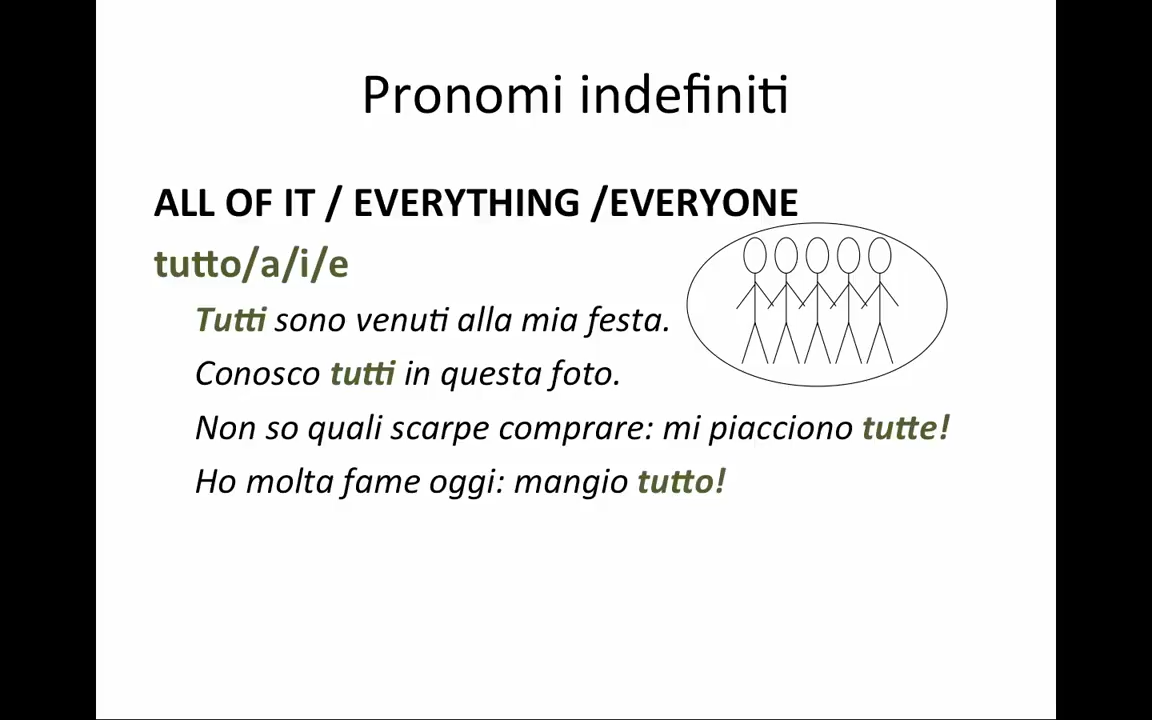 Pronomi indefiniti
ALL OF IT / EVERYTHING /EVERYONE
tutto/a/i/e
Tutti sono venuti alla mia festa.
Conosco tutti in questa foto.
Non so quali scarpe comprare: mi piacciono tutte!
Ho molta fame oggi: mangio tutto!